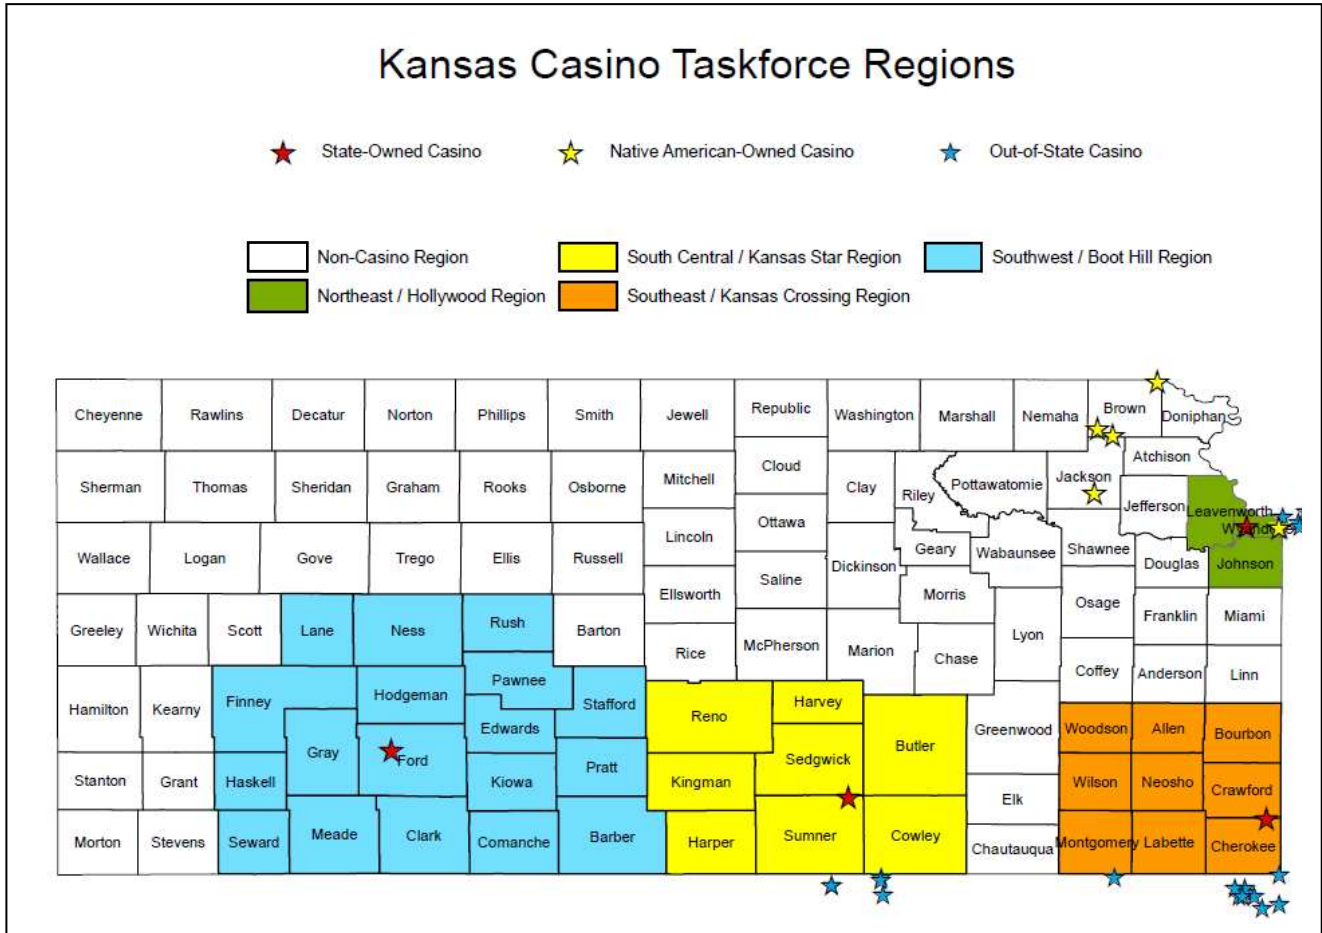 Kansas Casino Taskforce Regions
State-Owned Casino Native American-Owned Casino Out-of-State Casino
Non-Casino Region South Central / Kansas Star Region Southwest / Boot Hill Region
Northeast / Hollywood Region Southeast / Kansas Crossing Region
Cheyenne Rawlins Decatur Norton Phillips Smith Jewell Republic Washington Marshall Nemaha Brown Doniphan
Atchison
Cloud
Mitchell
Sherman Thomas Sheridan Graham Rooks Osborne Clay Riley Pottawatomie Jackson
Jefferson Leavenworth
Ottawa
Lincoln
Wallace Logan Gove Trego Ellis Russell Geary Wabaunsee Shawnee
Saline Dickinson Douglas Johnson
Ellsworth Morris
Osage
Greeley Wichita Scott Lane Ness Rush Barton Lyon Franklin Miami
Rice McPherson Marion Chase
Coffey Anderson Linn
Pawnee
Hamilton Kearny Finney Hodgeman Stafford Reno Harvey
Edwards Greenwood Woodson Allen Bourbon
Gray Ford Sedgwick Butler
Pratt
Stanton Grant Haskell Kiowa Kingman Wilson Neosho Crawford
Elk
Morton Stevens Seward Meade Clark Comanche Barber Harper Sumner Cowley Chautauqua Montgomery Labette Cherokee